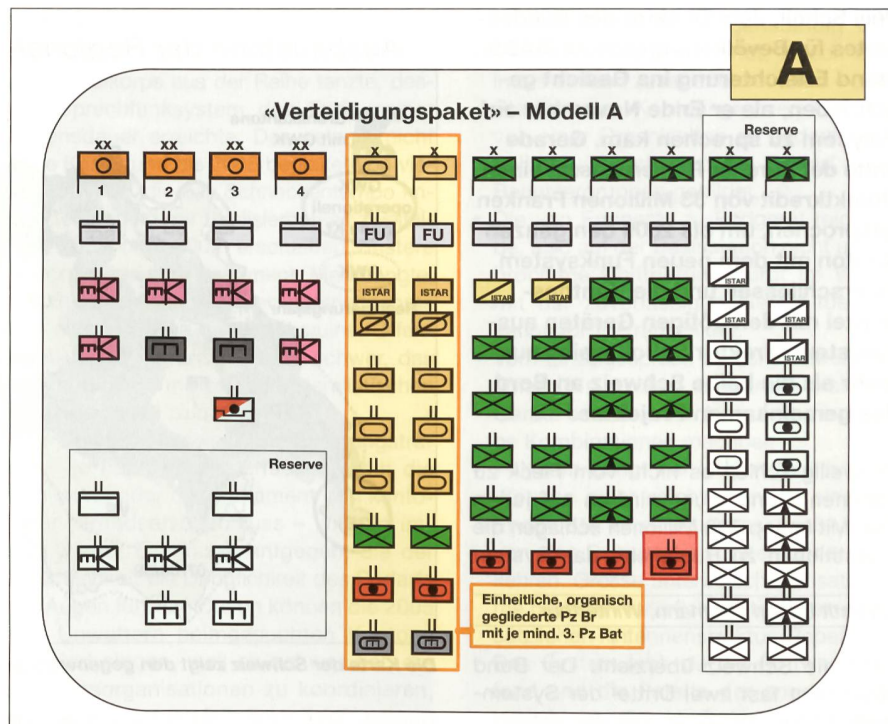 A
«Verteidigungspaket» – Modell A
Reserve
XX XX XX XX X X X X X X X X
1 2 3 4
FU FU
ISTAR ISTAR ISTAR ISTAR ISTAR ISTAR
ISTAR
Reserve
Einheitliche, organisch
gegliederte Pz Br
mit je mind. 3. Pz Bat